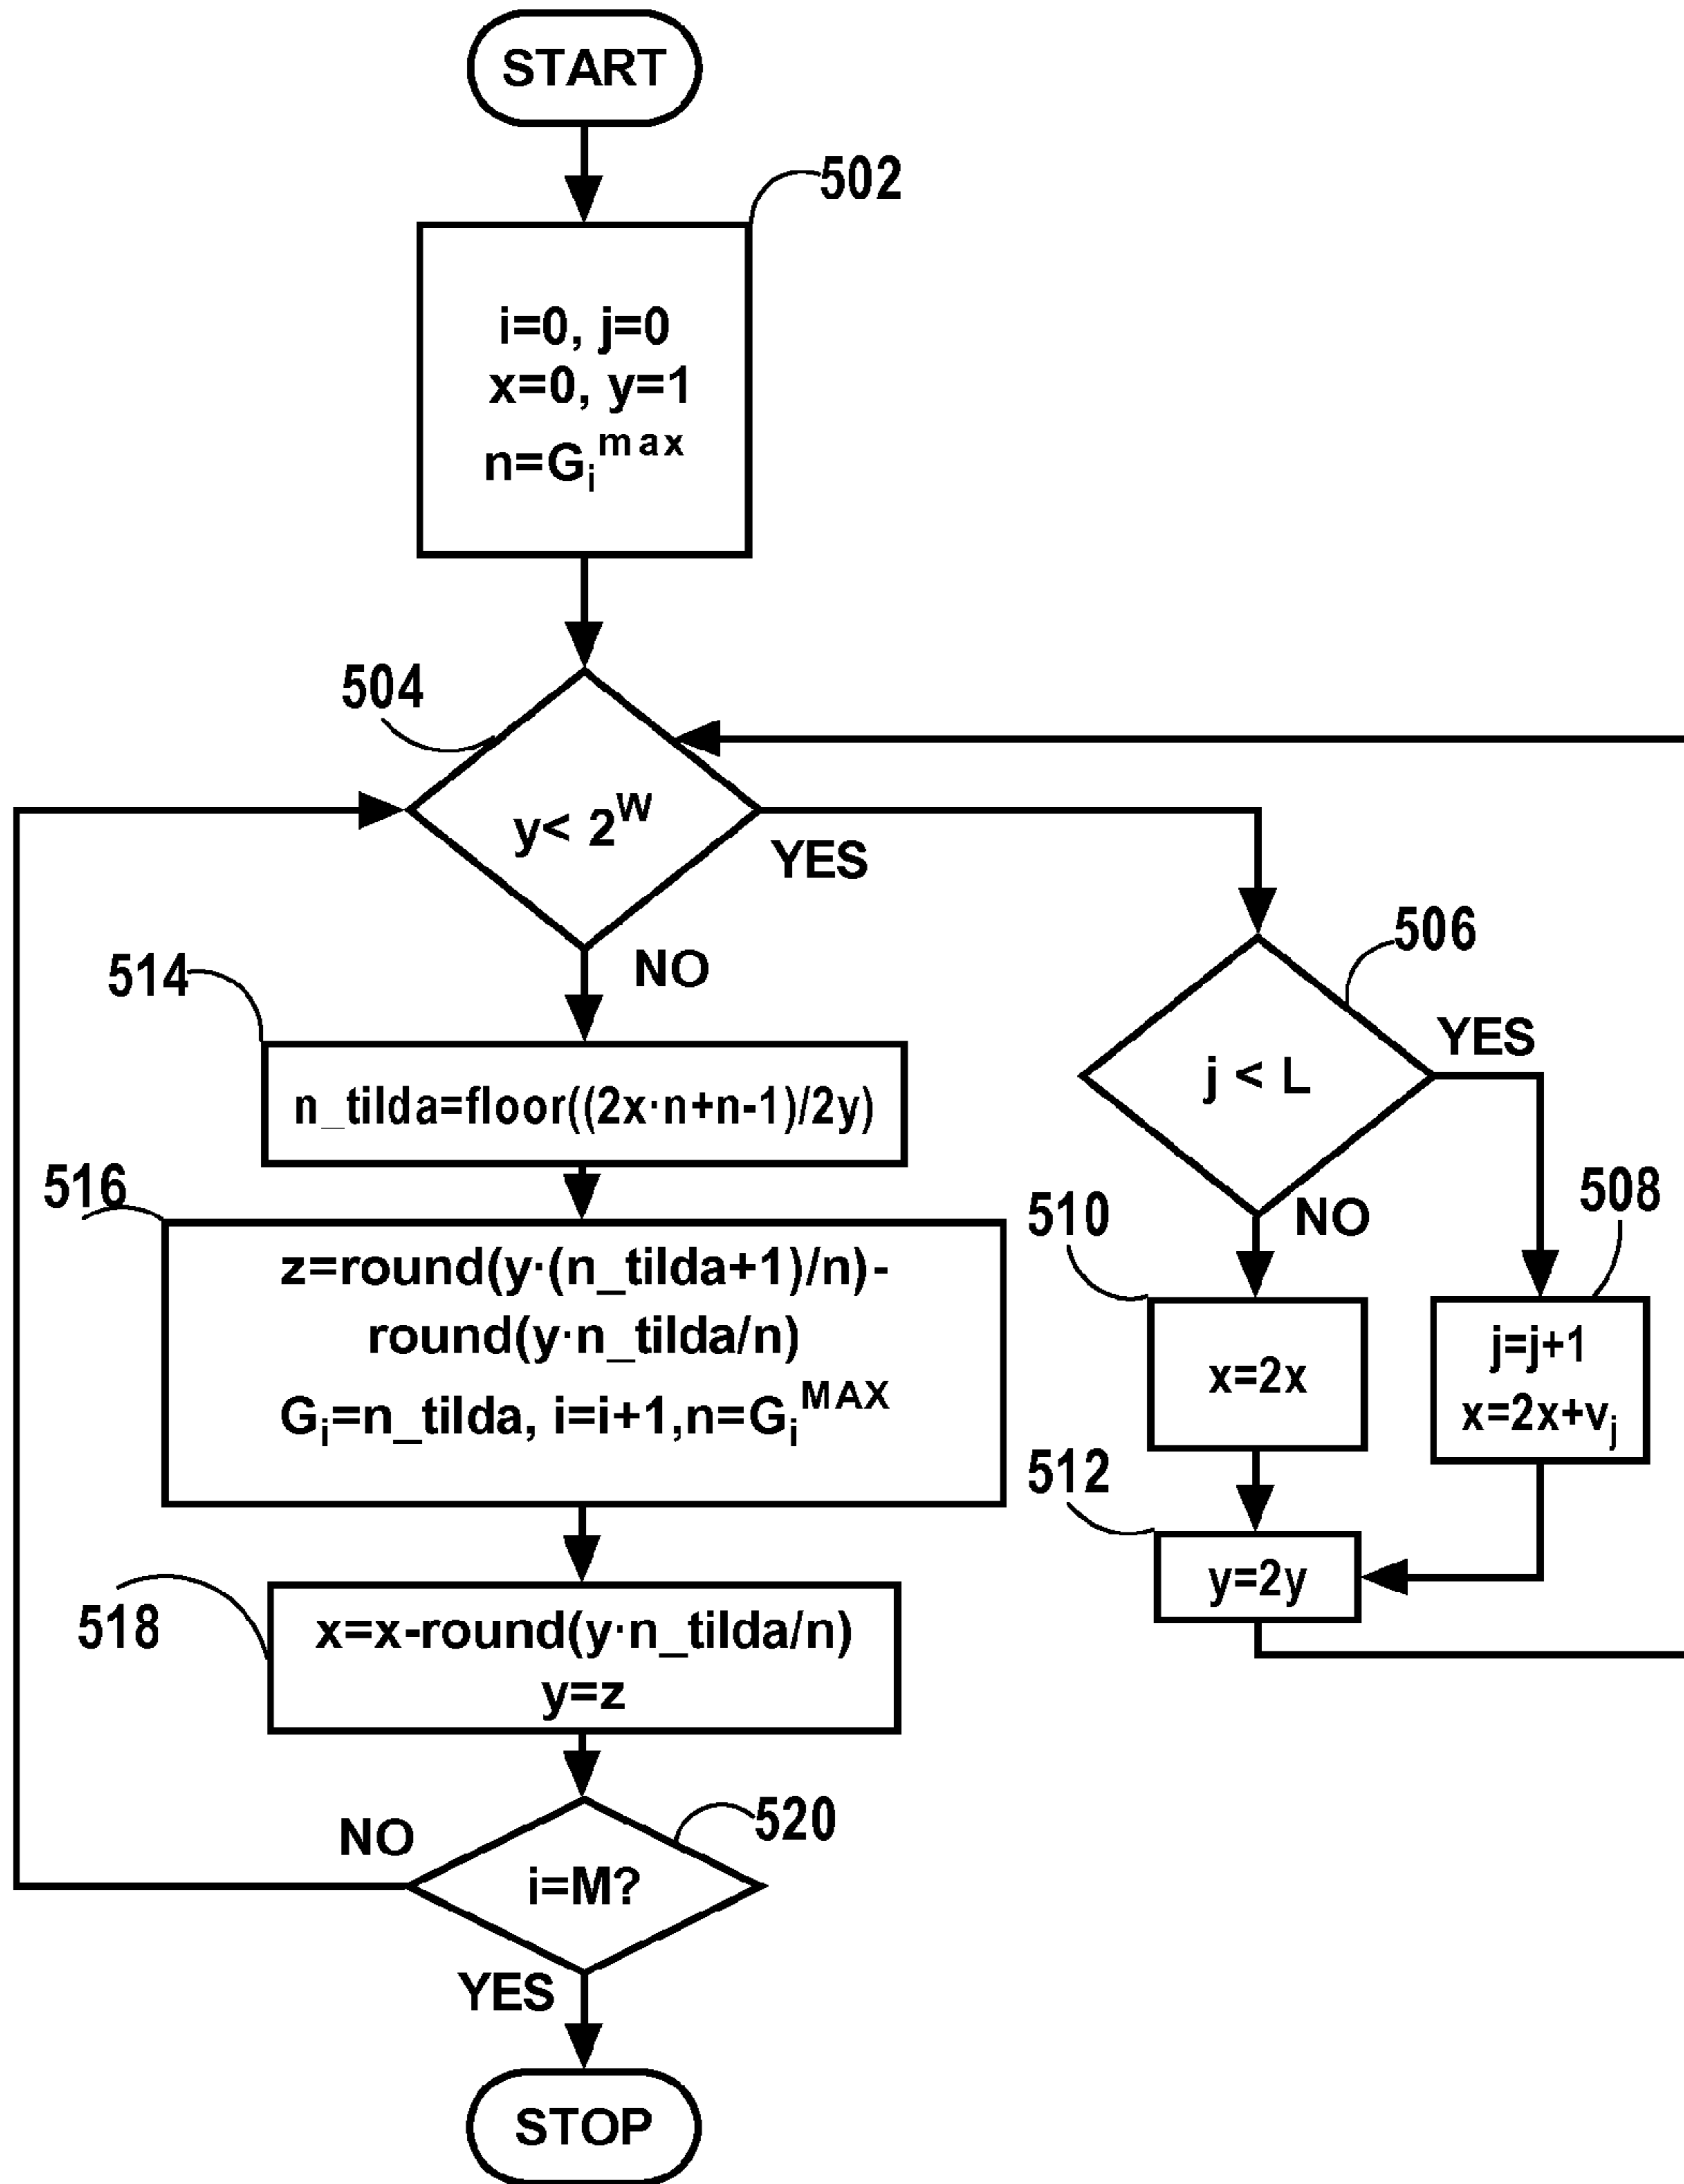 START
502
i=0, j=0
x=0, y=1
n=G_i^max
504
y< 2^W
YES
NO
506
j < L
YES
NO
514
n_tilda=floor((2x·n+n-1)/2y)
516
z=round(y·(n_tilda+1)/n)-
round(y·n_tilda/n)
G_i=n_tilda, i=i+1,n=G_i^MAX
510
x=2x
508
j=j+1
x=2x+v_j
512
y=2y
518
x=x-round(y·n_tilda/n)
y=z
520
i=M?
NO
YES
STOP